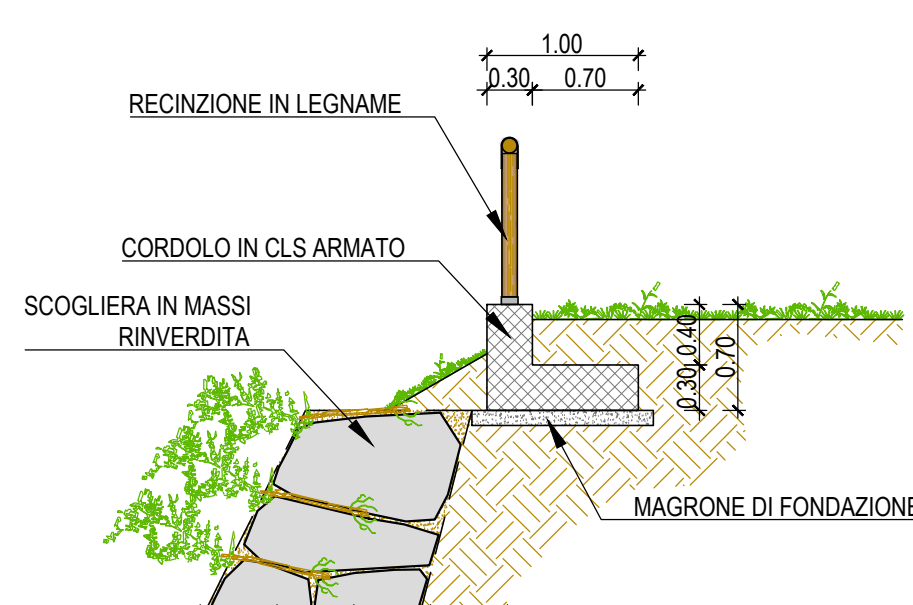 1.00
0.30 0.70
RECINZIONE IN LEGNAME
CORDOLO IN CLS ARMATO
SCOGLIERA IN MASSI
RINVERDITA
0.40
0.30
0.70
MAGRONE DI FONDAZIONE